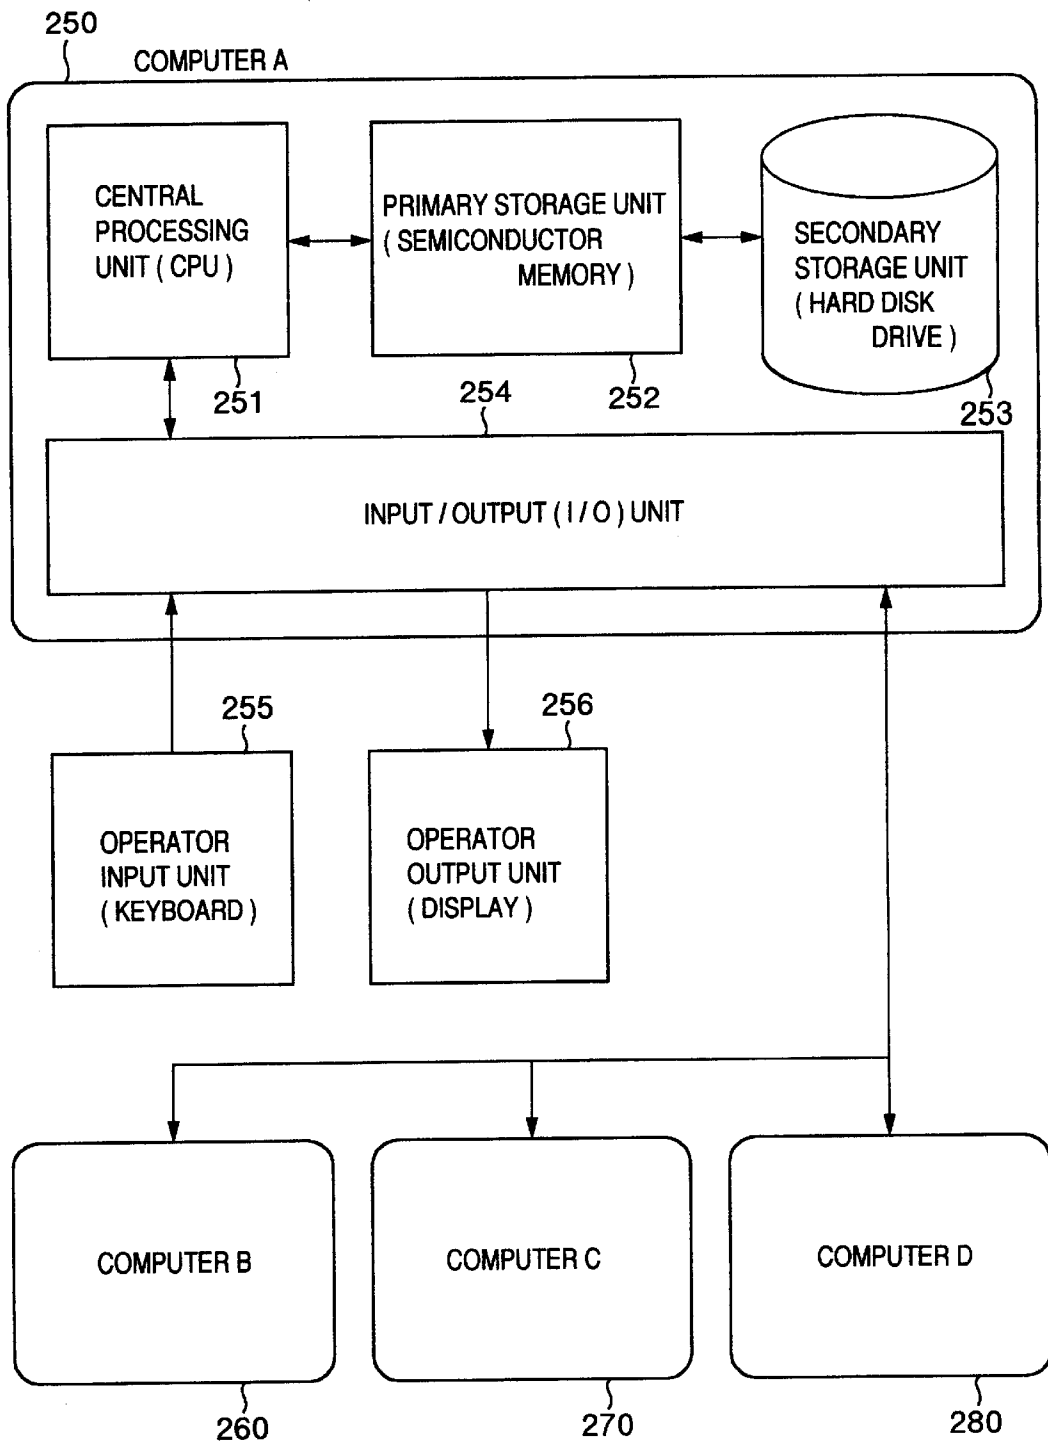 250
COMPUTER A
CENTRAL
PROCESSING
UNIT ( CPU )
251
PRIMARY STORAGE UNIT
( SEMICONDUCTOR
MEMORY )
252
SECONDARY
STORAGE UNIT
( HARD DISK
DRIVE )
253
254
INPUT / OUTPUT ( I / O ) UNIT
255
OPERATOR
INPUT UNIT
( KEYBOARD )
256
OPERATOR
OUTPUT UNIT
( DISPLAY )
COMPUTER B
260
COMPUTER C
270
COMPUTER D
280